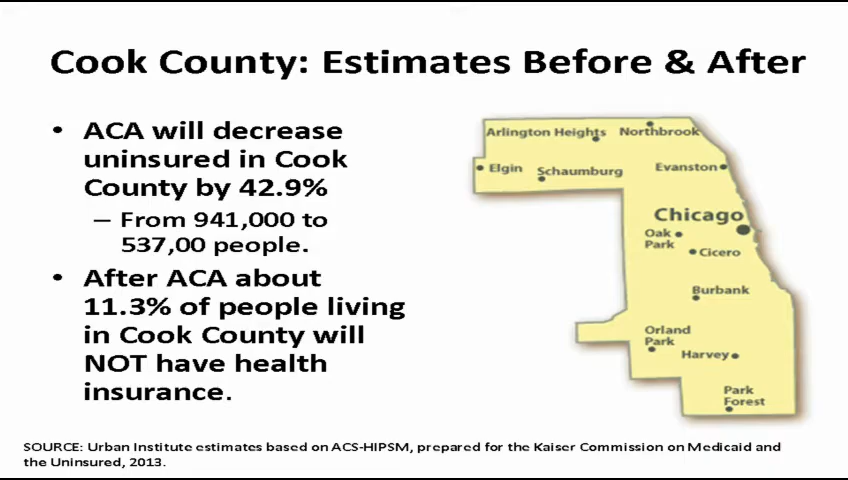 Cook County: Estimates Before & After
• ACA will decrease
uninsured in Cook
County by 42.9%
– From 941,000 to
537,00 people.
• After ACA about
11.3% of people living
in Cook County will
NOT have health
insurance.
Arlington Heights
Northbrook
Elgin
Schaumburg
Evanston
Chicago
Oak
Park
Cicero
Burbank
Orland
Park
Harvey
Park
Forest
SOURCE: Urban Institute estimates based on ACS-HIPSM, prepared for the Kaiser Commission on Medicaid and
the Uninsured, 2013.